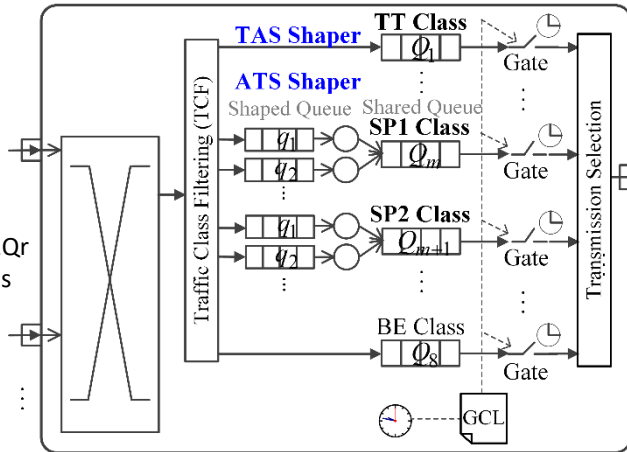 TAS Shaper
TT Class
Q1
Gate
ATS Shaper
Shaped Queue
Shared Queue
Traffic Class Filtering (TCF)
q1
q2
...
SP1 Class
Qm
Gate
q1
q2
...
SP2 Class
Qm+1
Gate
BE Class
Q8
Gate
GCL
Transmission Selection
...
Qr
s